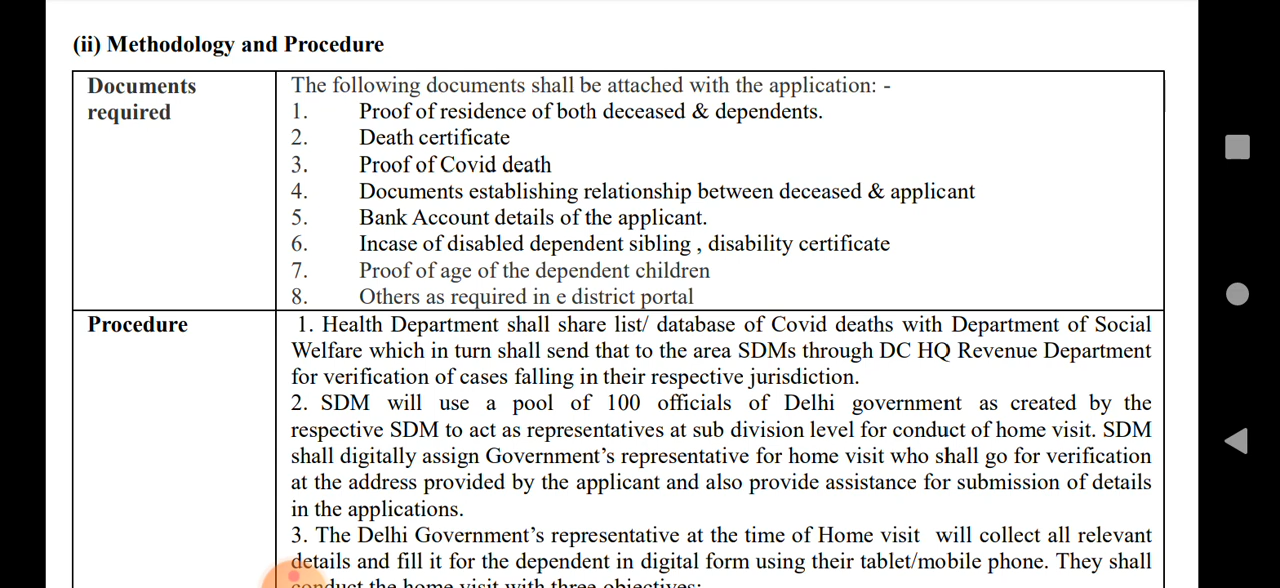 (ii) Methodology and Procedure
Documents required
The following documents shall be attached with the application: -
1. Proof of residence of both deceased & dependents.
2. Death certificate
3. Proof of Covid death
4. Documents establishing relationship between deceased & applicant
5. Bank Account details of the applicant.
6. Incase of disabled dependent sibling , disability certificate
7. Proof of age of the dependent children
8. Others as required in e district portal
Procedure
1. Health Department shall share list/ database of Covid deaths with Department of Social
Welfare which in turn shall send that to the area SDMs through DC HQ Revenue Department
for verification of cases falling in their respective jurisdiction.
2. SDM will use a pool of 100 officials of Delhi government as created by the
respective SDM to act as representatives at sub division level for conduct of home visit. SDM
shall digitally assign Government’s representative for home visit who shall go for verification
at the address provided by the applicant and also provide assistance for submission of details
in the applications.
3. The Delhi Government’s representative at the time of Home visit will collect all relevant
details and fill it for the dependent in digital form using their tablet/mobile phone. They shall
conduct the home visit with three objectives: